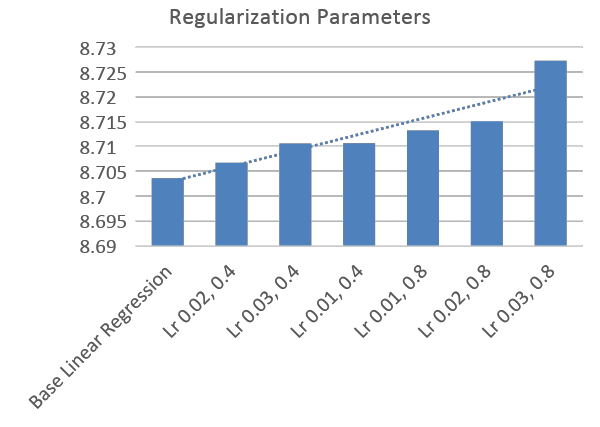 Regularization Parameters
8.73
8.725
8.72
8.715
8.71
8.705
8.7
8.695
8.69
Base Linear Regression
Lr 0.02, 0.4
Lr 0.03, 0.4
Lr 0.01, 0.4
Lr 0.01, 0.8
Lr 0.02, 0.8
Lr 0.03, 0.8